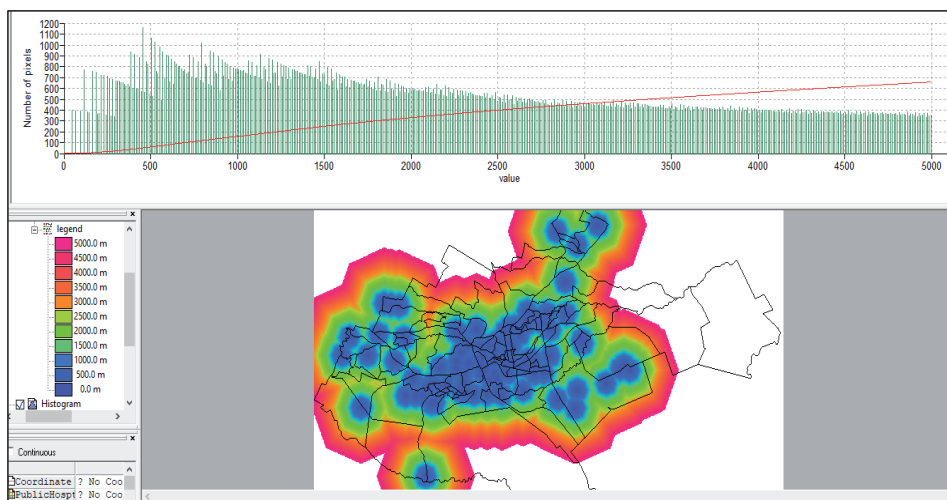 1200
1100
1000
900
800
700
600
500
400
300
200
100
0
Number of pixels
0 500 1000 1500 2000 2500 3000 3500 4000 4500 5000
value
legend
5000.0 m
4500.0 m
4000.0 m
3500.0 m
3000.0 m
2500.0 m
2000.0 m
1500.0 m
1000.0 m
500.0 m
0.0 m
Histogram
Continuous
Coordinate ? No Coo
PublicHospt ? No Coo